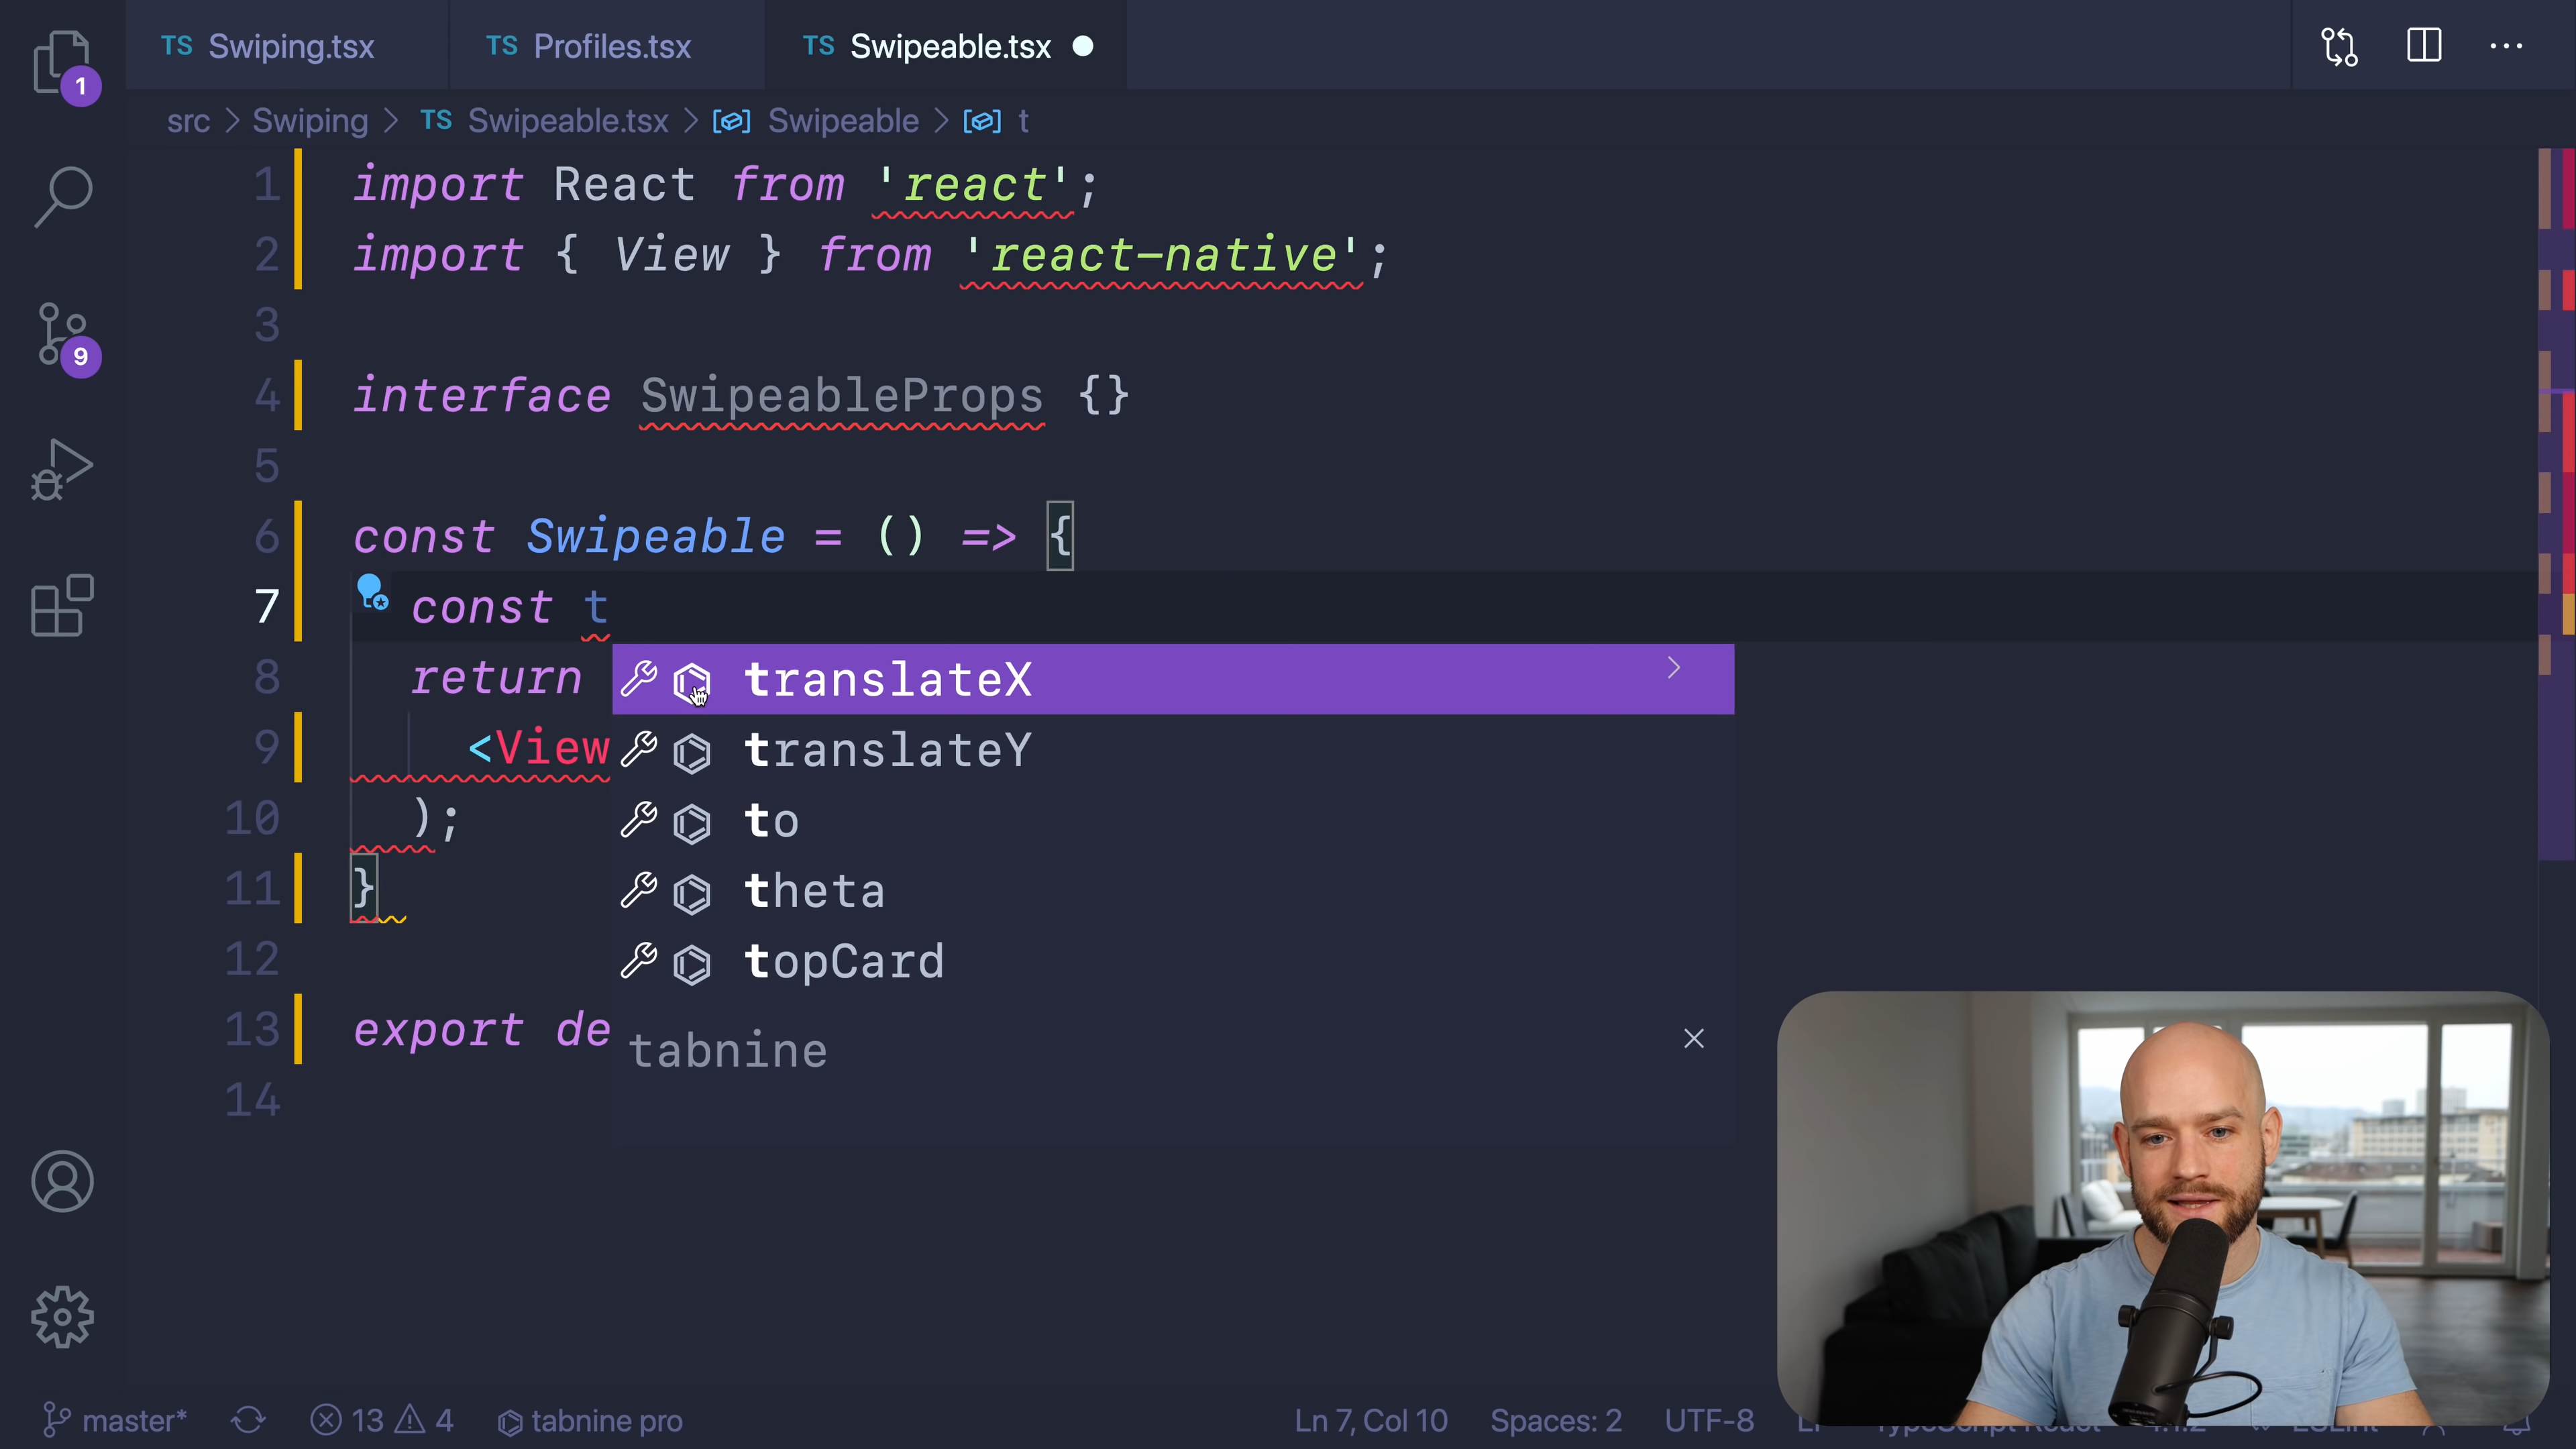 TS Swiping.tsx TS Profiles.tsx TS Swipeable.tsx
1
src > Swiping > TS Swipeable.tsx > Swipeable > t
1 import React from 'react';
2 import { View } from 'react-native';
3
4 interface SwipeableProps {}
5
6 const Swipeable = () => {
9
7 const t
8 return
translateX
9 <View
translateY
10 );
to
11 }
theta
12
topCard
13 export de
tabnine
14
master* 13 4 tabnine pro Ln 7, Col 10 Spaces: 2 UTF-8